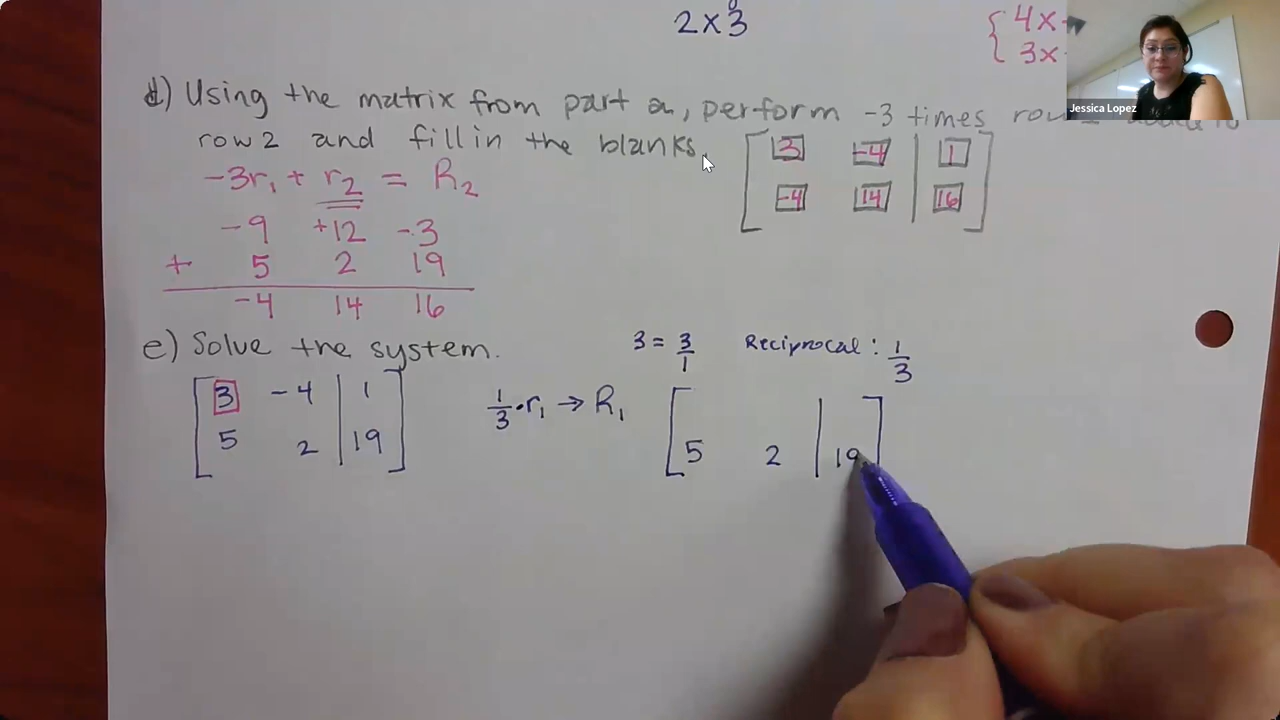 2x3
4x
3x
Jessica Lopez
d) Using the matrix from part a, perform -3 times row
row 2 and fill in the blanks.
3 -4 1
-4 14 16
-3r₁ + r₂ = R₂
-9 +12 -3
+ 5 2 19
-4 14 16
e) Solve the system.
3 = 3/1 Reciprocal: 1/3
3 -4 | 1
5 2 | 19
1/3 • r₁ → R₁
5 2 | 19